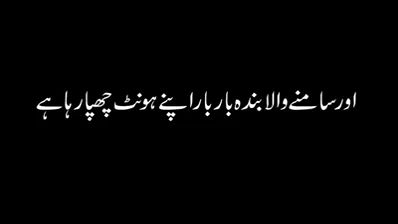 اور سامنے والا بندہ بار بار اپنے ہونٹ چھپا رہا ہے